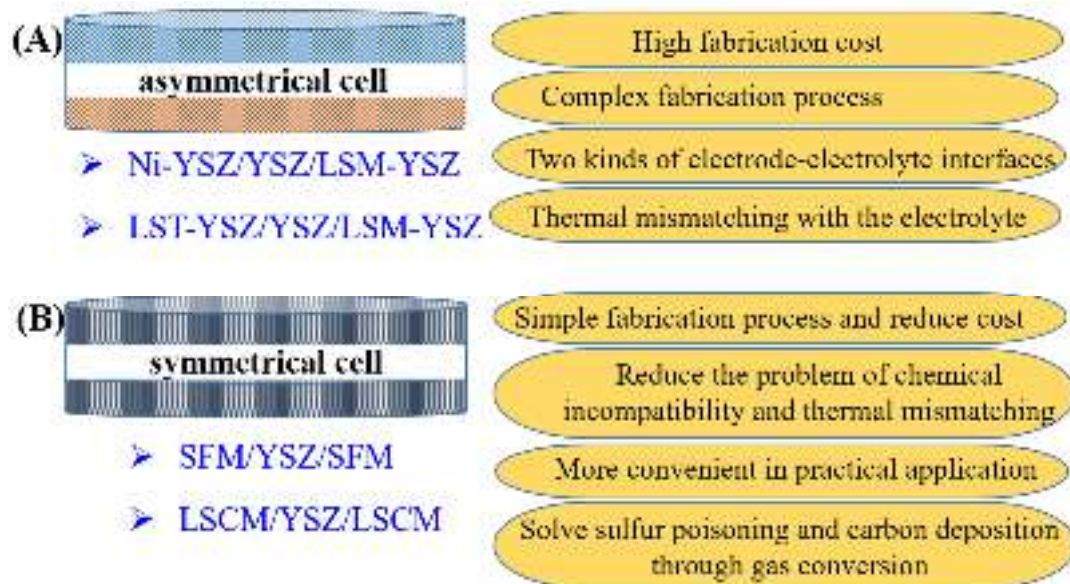 (A)
asymmetrical cell
➤ Ni-YSZ/YSZ/LSM-YSZ
➤ LST-YSZ/YSZ/LSM-YSZ
High fabrication cost
Complex fabrication process
Two kinds of electrode-electrolyte interfaces
Thermal mismatching with the electrolyte
(B)
symmetrical cell
➤ SFM/YSZ/SFM
➤ LSCM/YSZ/LSCM
Simple fabrication process and reduce cost
Reduce the problem of chemical
incompatibility and thermal mismatching
More convenient in practical application
Solve sulfur poisoning and carbon deposition
through gas conversion